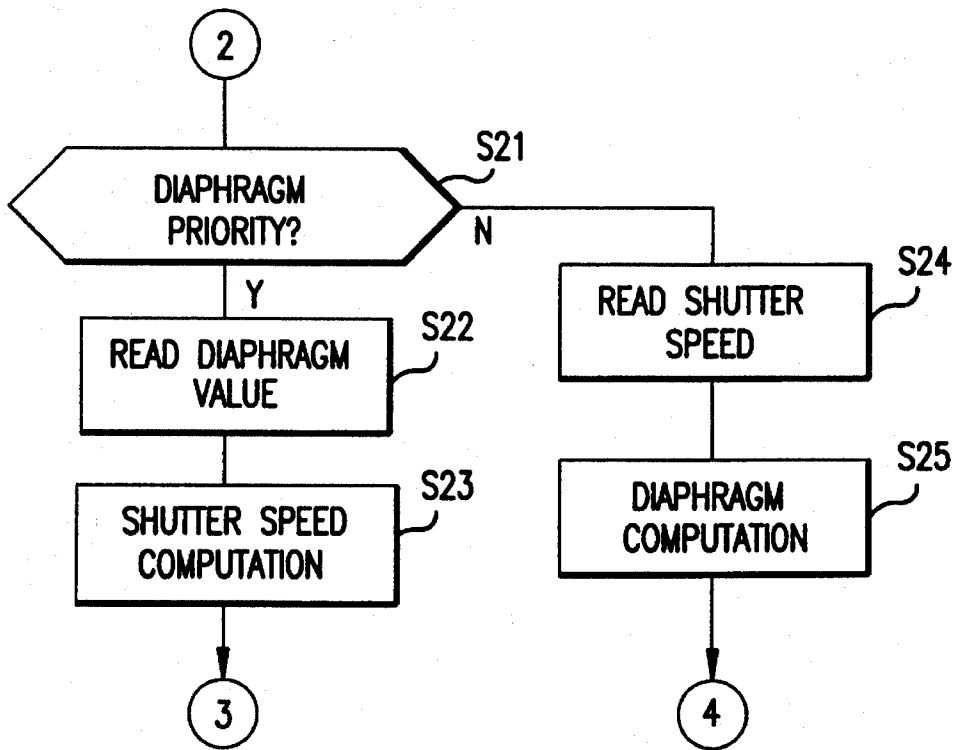 2
S21
DIAPHRAGM
PRIORITY?
N
Y
S24
READ SHUTTER
SPEED
S22
READ DIAPHRAGM
VALUE
S25
DIAPHRAGM
COMPUTATION
S23
SHUTTER SPEED
COMPUTATION
3
4